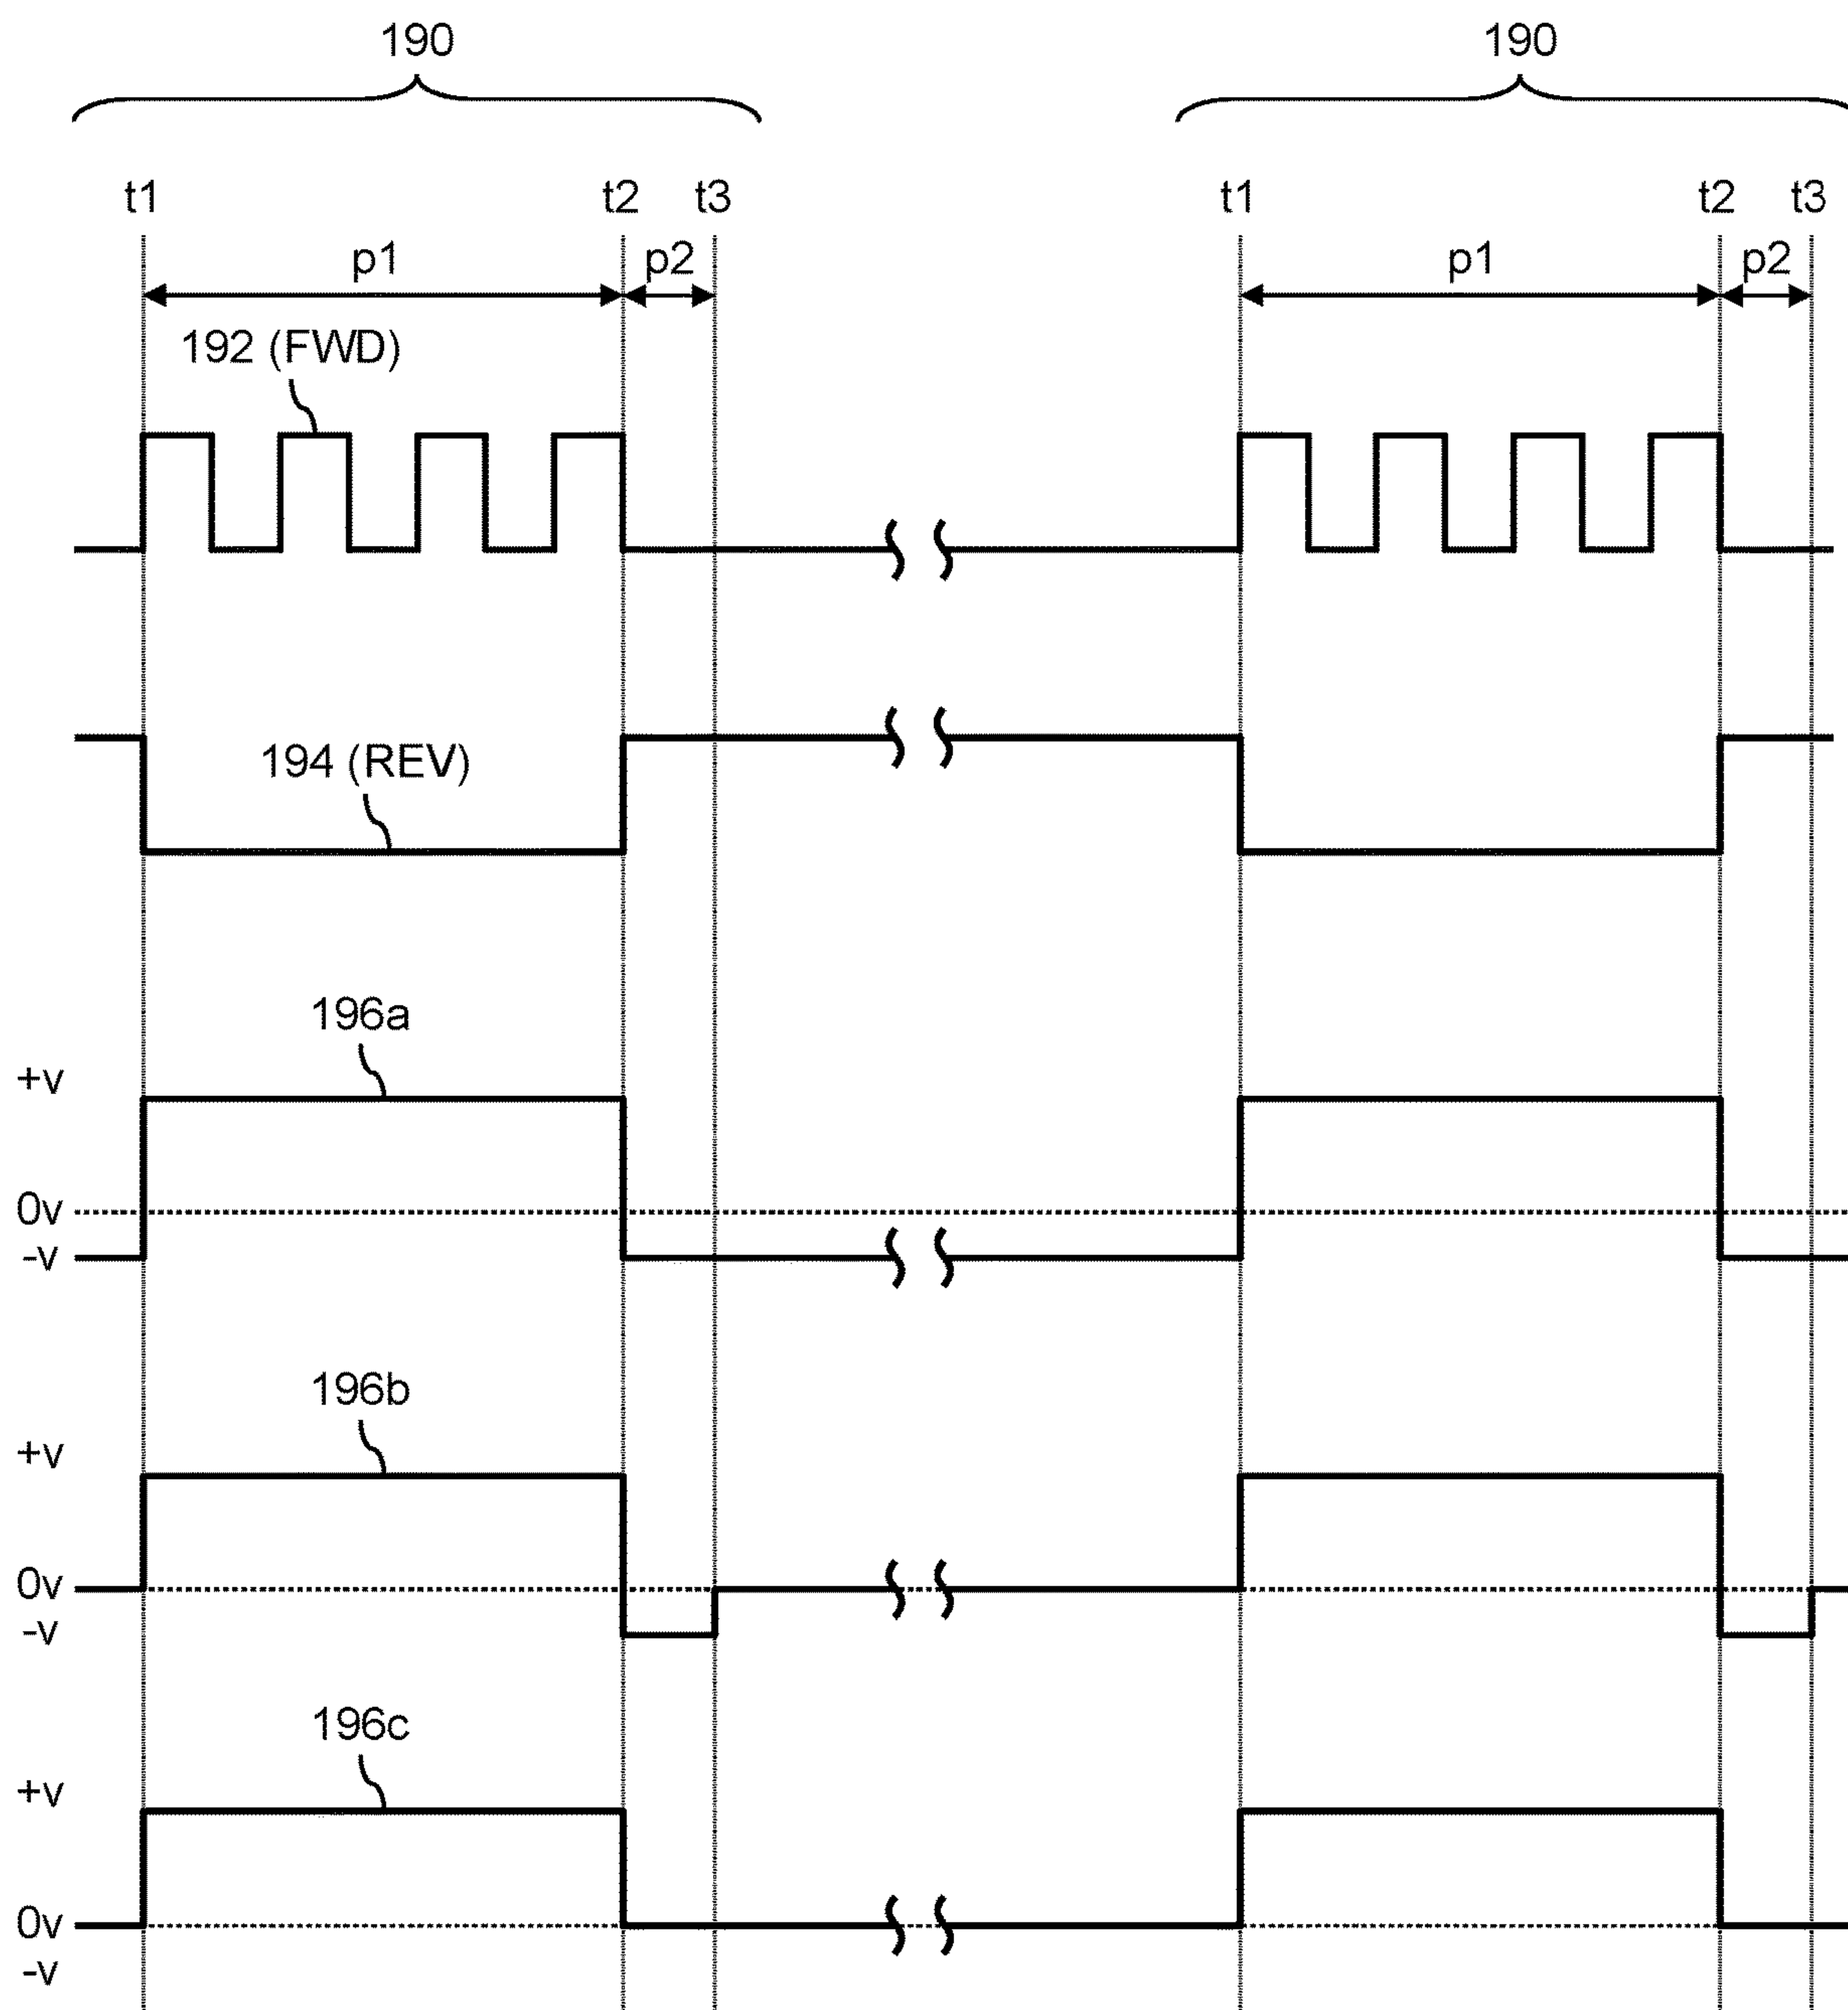 190 190
t1 t2 t3 t1 t2 t3
p1 p2 p1 p2
192 (FWD)
194 (REV)
196a
+v
0v
-v
196b
+v
0v
-v
196c
+v
0v
-v